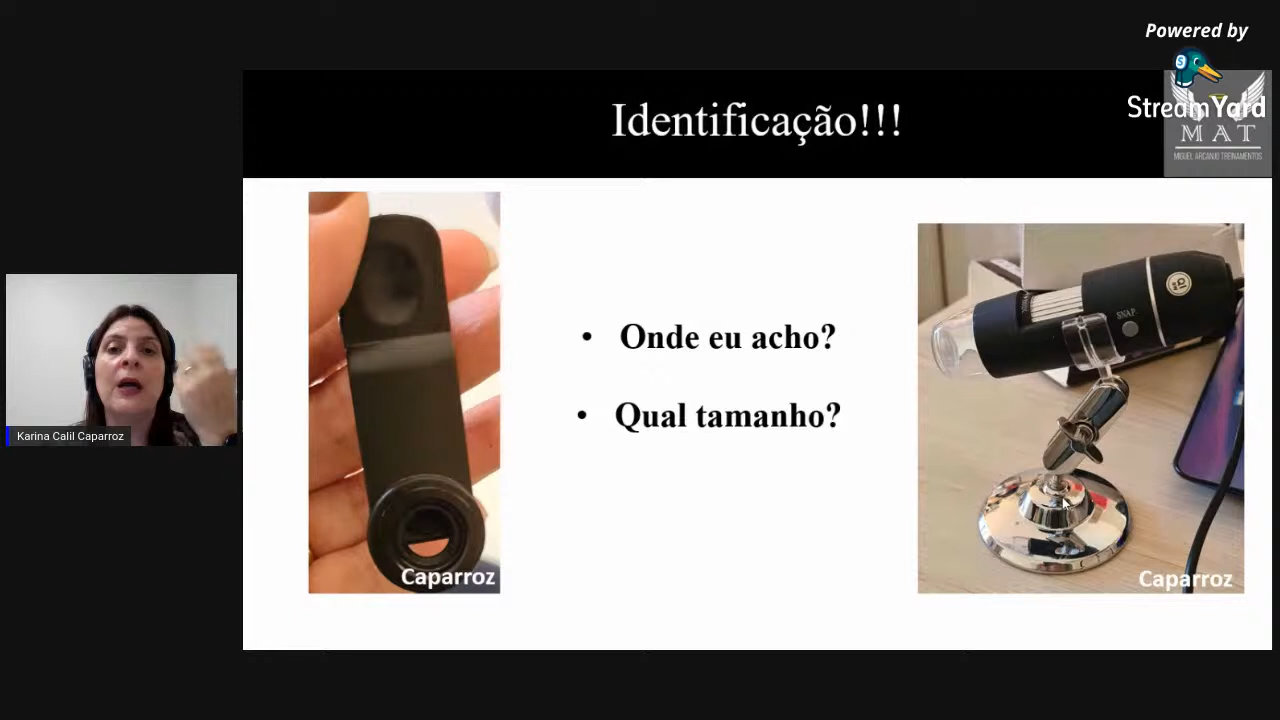 Powered by
StreamYard
MAT
MIGUEL ARCANJO TREINAMENTOS
Identificação!!!
• Onde eu acho?
• Qual tamanho?
SNAP
Caparroz
Caparroz
Karina Calil Caparroz